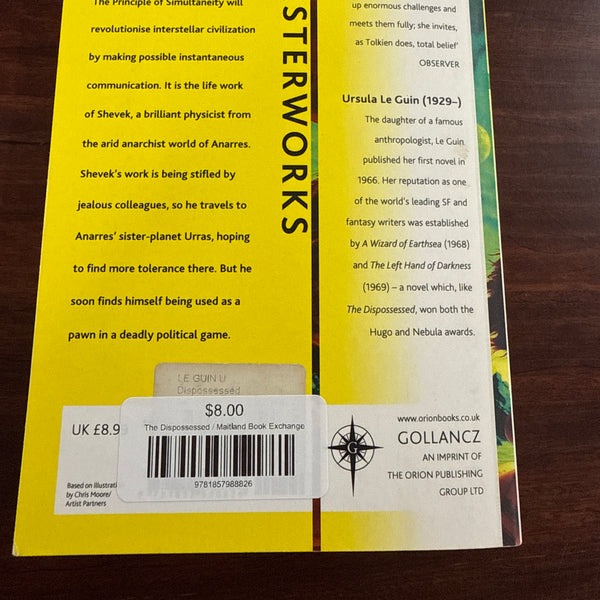 The Principle of Simultaneity will
revolutionise interstellar civilization
by making possible instantaneous
communication. It is the life work
of Shevek, a brilliant physicist from
the arid anarchist world of Anarres.
Shevek's work is being stifled by
jealous colleagues, so he travels to
Anarres' sister-planet Urras, hoping
to find more tolerance there. But he
soon finds himself being used as a
pawn in a deadly political game.
STERWORKS
up enormous challenges and
meets them fully; she invites,
as Tolkien does, total belief'
OBSERVER
Ursula Le Guin (1929–)
The daughter of a famous
anthropologist, Le Guin
published her first novel in
1966. Her reputation as one
of the world's leading SF and
fantasy writers was established
by A Wizard of Earthsea (1968)
and The Left Hand of Darkness
(1969) – a novel which, like
The Dispossessed, won both the
Hugo and Nebula awards.
LE GUIN U
Dispossessed
UK £8.99
$8.00
The Dispossessed / Maitland Book Exchange
9781857988826
Based on illustrati
by Chris Moore/
Artist Partners
G
www.orionbooks.co.uk
GOLLANCZ
AN IMPRINT OF
THE ORION PUBLISHING
GROUP LTD